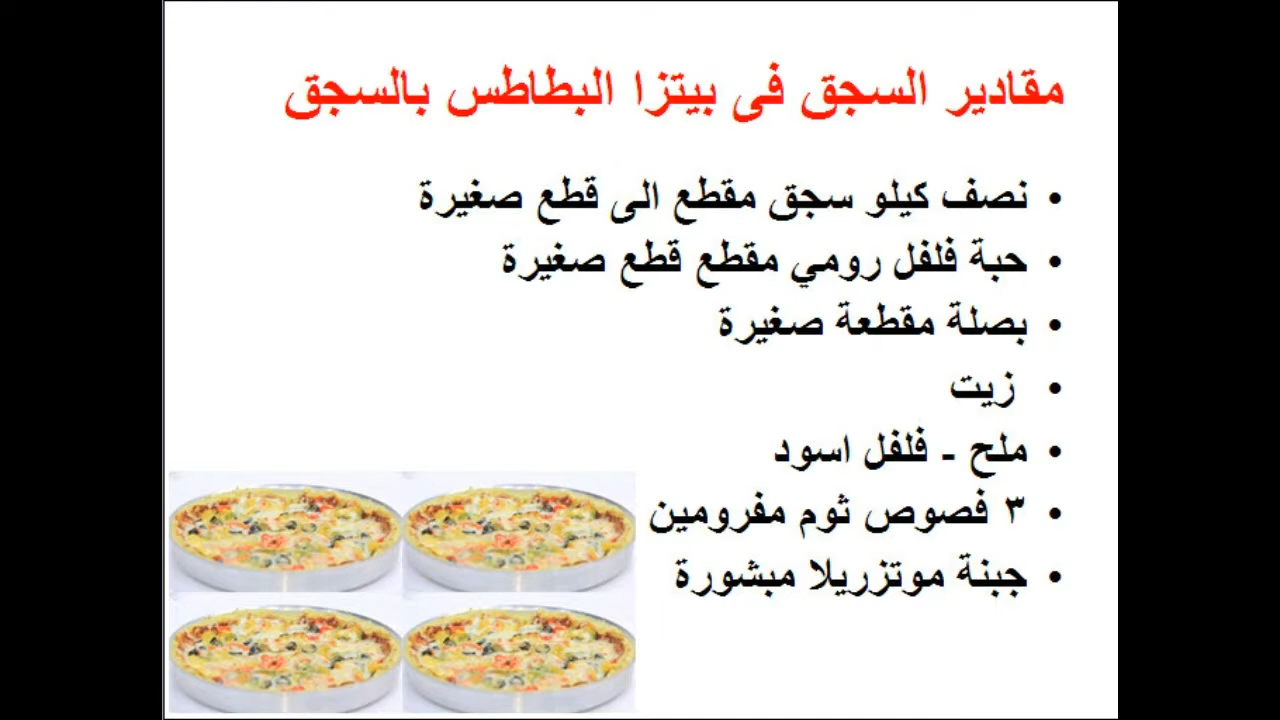 مقادير السجق فى بيتزا البطاطس بالسجق
• نصف كيلو سجق مقطع الى قطع صغيرة
• حبة فلفل رومي مقطع قطع صغيرة
• بصلة مقطعة صغيرة
• زيت
• ملح - فلفل اسود
• ٣ فصوص ثوم مفرومين
• جبنة موتزريلا مبشورة